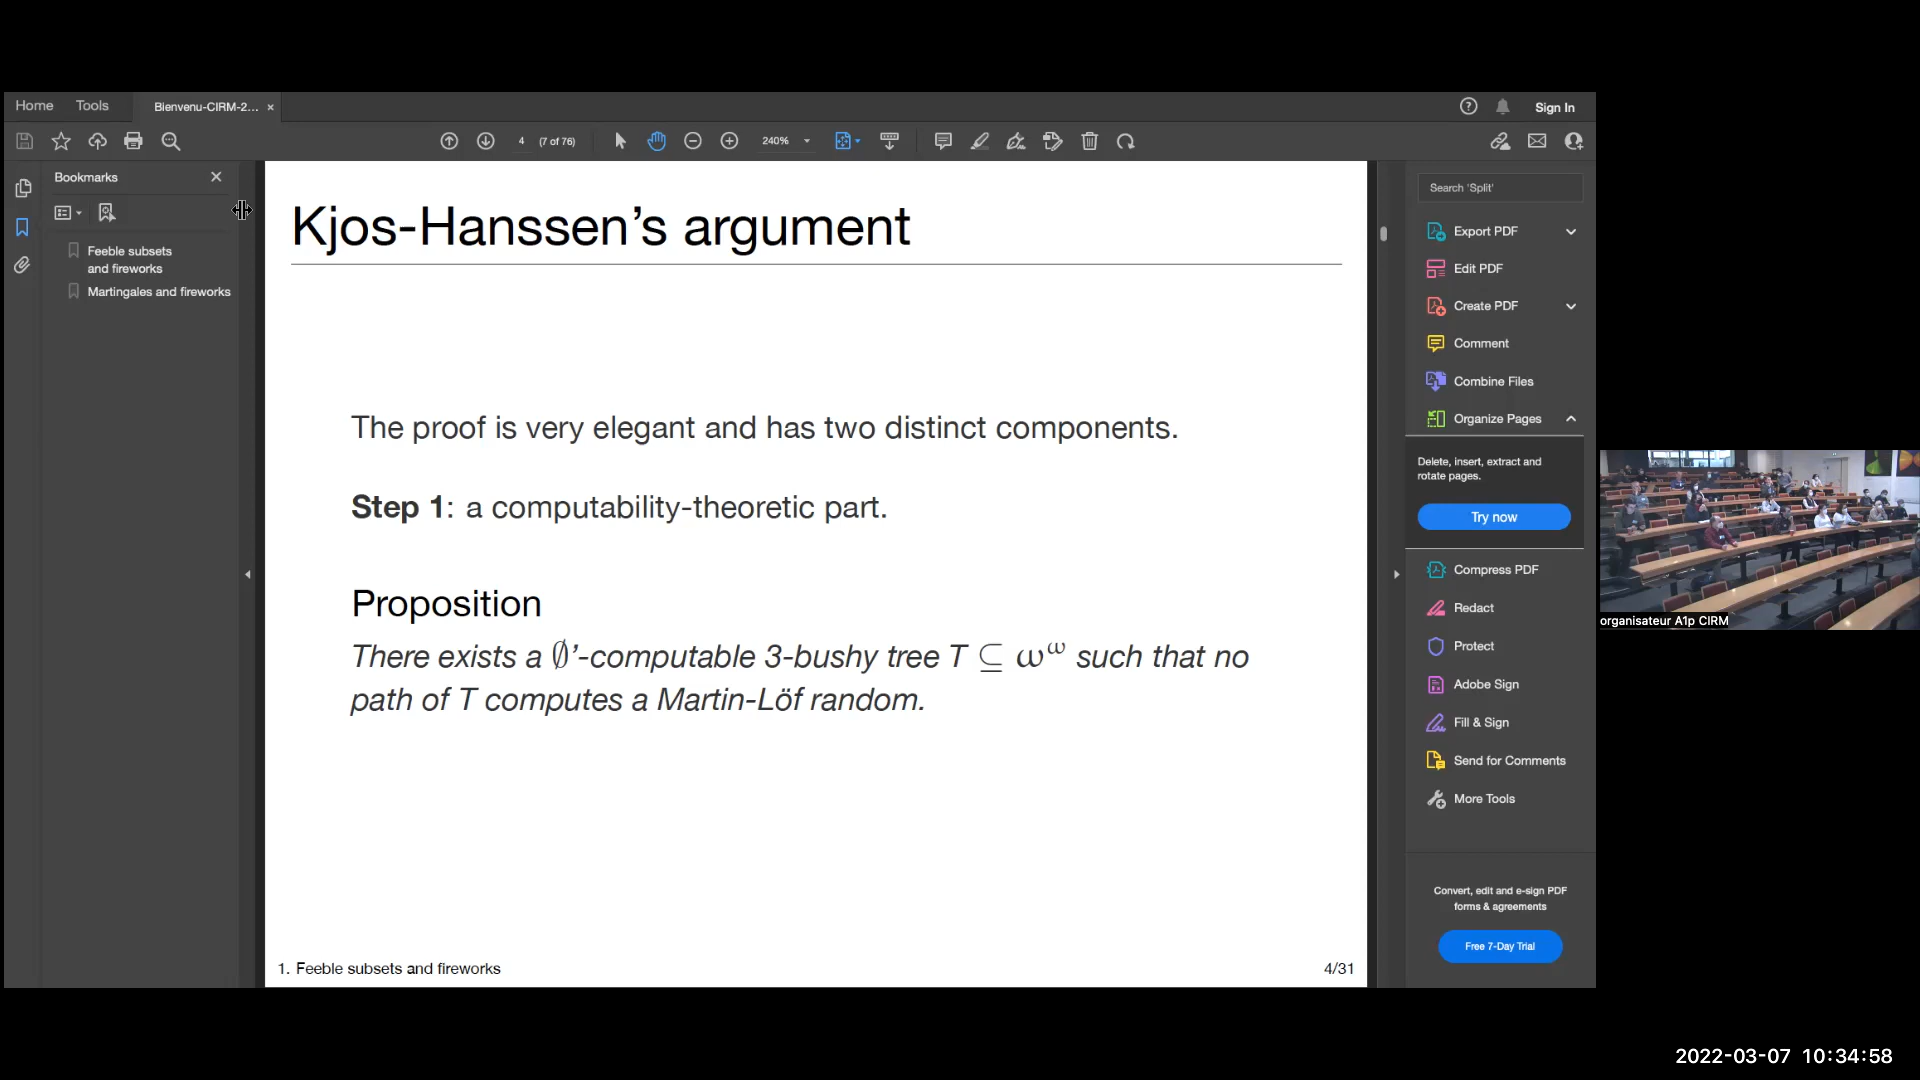 Home Tools Bienvenu-CIRM-2... × Sign In
4 (7 of 76) 240%
Bookmarks
Feeble subsets
and fireworks
Martingales and fireworks
Kjos-Hanssen's argument
The proof is very elegant and has two distinct components.
Step 1: a computability-theoretic part.
Proposition
There exists a ∅'-computable 3-bushy tree T ⊆ ω^ω such that no
path of T computes a Martin-Löf random.
1. Feeble subsets and fireworks 4/31
Search 'Split'
Export PDF
Edit PDF
Create PDF
Comment
Combine Files
Organize Pages
Delete, insert, extract and
rotate pages.
Try now
Compress PDF
Redact
Protect
Adobe Sign
Fill & Sign
Send for Comments
More Tools
Convert, edit and e-sign PDF
forms & agreements
Free 7-Day Trial
organisateur A1p CIRM
2022-03-07 10:34:58